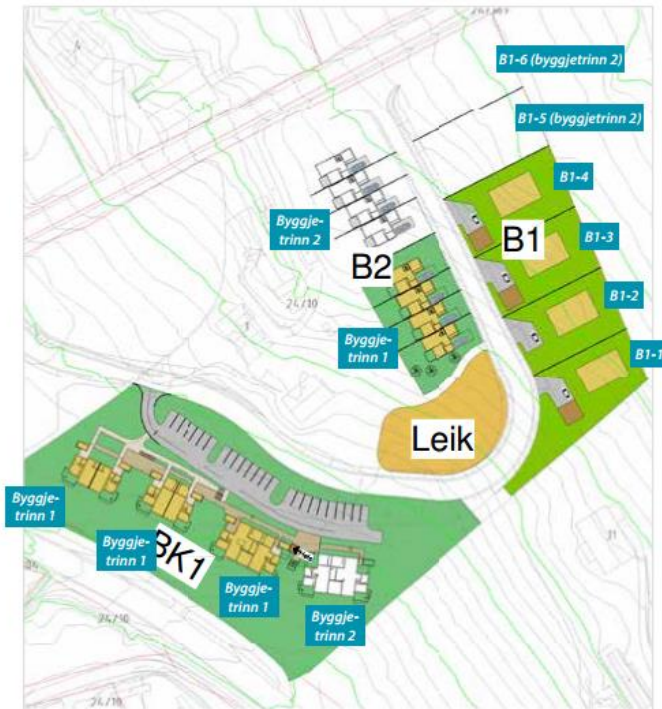 B1-6 (byggjetrinn 2)
B1-5 (byggjetrinn 2)
B1-4
B1
B1-3
Byggje-
trinn 2
B2
B1-2
24/10
Byggje-
trinn 1
B1-1
Leik
Byggje-
trinn 1
Byggje-
trinn 1
BK1
Byggje-
trinn 1
Byggje-
trinn 2
24/10
24/10